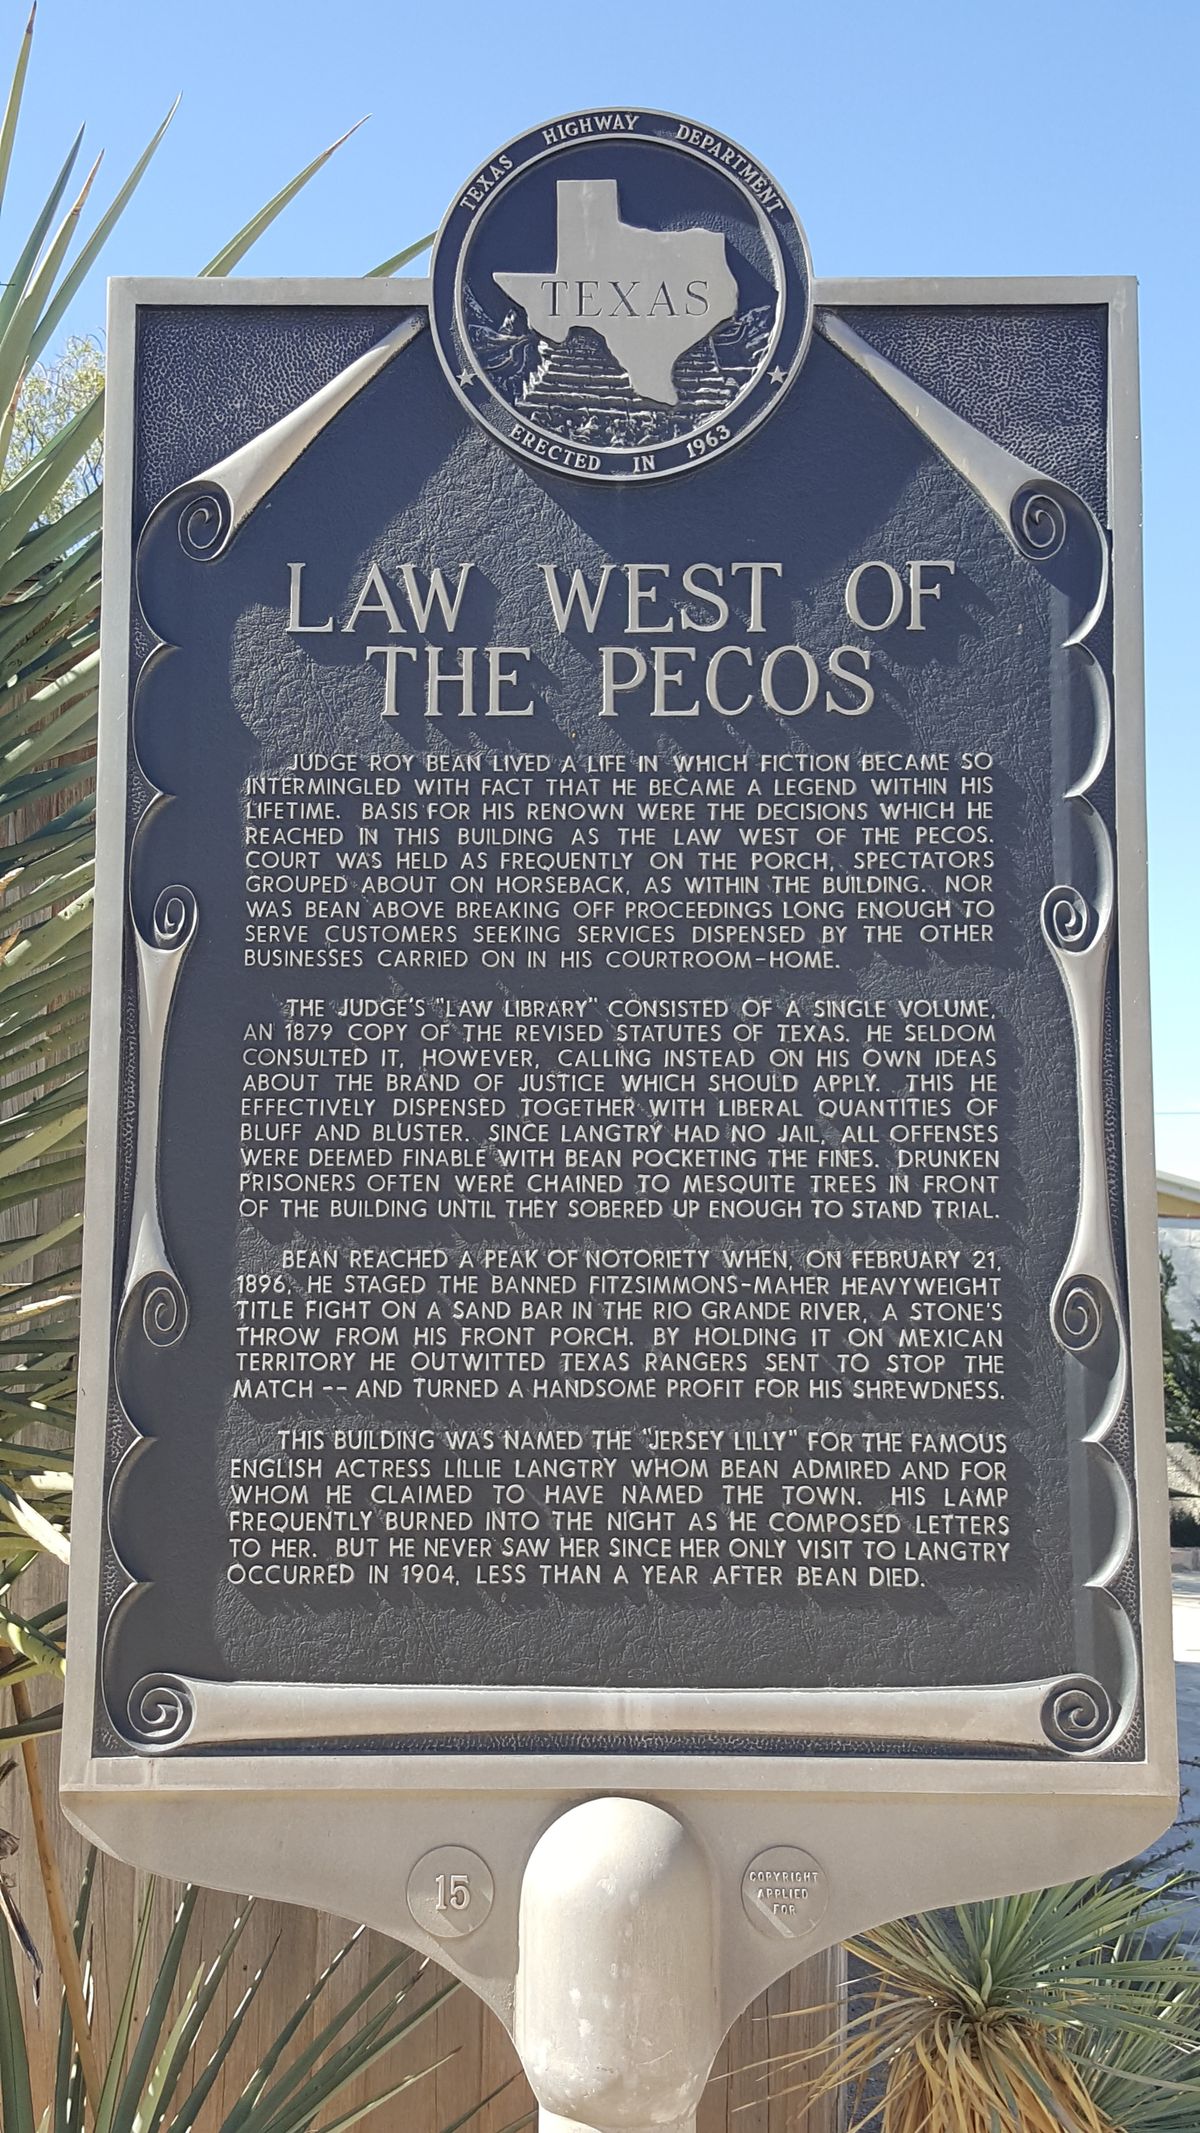 TEXAS HIGHWAY DEPARTMENT
TEXAS
ERECTED IN 1963
LAW WEST OF
THE PECOS
JUDGE ROY BEAN LIVED A LIFE IN WHICH FICTION BECAME SO
INTERMINGLED WITH FACT THAT HE BECAME A LEGEND WITHIN HIS
LIFETIME. BASIS FOR HIS RENOWN WERE THE DECISIONS WHICH HE
REACHED IN THIS BUILDING AS THE LAW WEST OF THE PECOS.
COURT WAS HELD AS FREQUENTLY ON THE PORCH, SPECTATORS
GROUPED ABOUT ON HORSEBACK, AS WITHIN THE BUILDING. NOR
WAS BEAN ABOVE BREAKING OFF PROCEEDINGS LONG ENOUGH TO
SERVE CUSTOMERS SEEKING SERVICES DISPENSED BY THE OTHER
BUSINESSES CARRIED ON IN HIS COURTROOM-HOME.
THE JUDGE'S "LAW LIBRARY" CONSISTED OF A SINGLE VOLUME,
AN 1879 COPY OF THE REVISED STATUTES OF TEXAS. HE SELDOM
CONSULTED IT, HOWEVER, CALLING INSTEAD ON HIS OWN IDEAS
ABOUT THE BRAND OF JUSTICE WHICH SHOULD APPLY. THIS HE
EFFECTIVELY DISPENSED TOGETHER WITH LIBERAL QUANTITIES OF
BLUFF AND BLUSTER. SINCE LANGTRY HAD NO JAIL, ALL OFFENSES
WERE DEEMED FINABLE WITH BEAN POCKETING THE FINES. DRUNKEN
PRISONERS OFTEN WERE CHAINED TO MESQUITE TREES IN FRONT
OF THE BUILDING UNTIL THEY SOBERED UP ENOUGH TO STAND TRIAL.
BEAN REACHED A PEAK OF NOTORIETY WHEN, ON FEBRUARY 21,
1896, HE STAGED THE BANNED FITZSIMMONS-MAHER HEAVYWEIGHT
TITLE FIGHT ON A SAND BAR IN THE RIO GRANDE RIVER, A STONE'S
THROW FROM HIS FRONT PORCH. BY HOLDING IT ON MEXICAN
TERRITORY HE OUTWITTED TEXAS RANGERS SENT TO STOP THE
MATCH -- AND TURNED A HANDSOME PROFIT FOR HIS SHREWDNESS.
THIS BUILDING WAS NAMED THE "JERSEY LILLY" FOR THE FAMOUS
ENGLISH ACTRESS LILLIE LANGTRY WHOM BEAN ADMIRED AND FOR
WHOM HE CLAIMED TO HAVE NAMED THE TOWN. HIS LAMP
FREQUENTLY BURNED INTO THE NIGHT AS HE COMPOSED LETTERS
TO HER. BUT HE NEVER SAW HER SINCE HER ONLY VISIT TO LANGTRY
OCCURRED IN 1904, LESS THAN A YEAR AFTER BEAN DIED.
15
COPYRIGHT
APPLIED
FOR